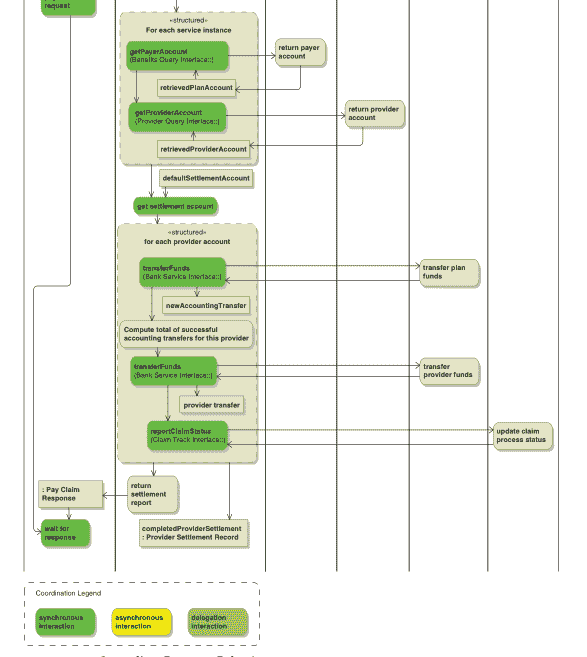 request
«structured»
For each service instance
getPayerAccount
(Benefits Query Interface::)
return payer
account
retrievedPlanAccount
getProviderAccount
(Provider Query Interface::)
return provider
account
retrievedProviderAccount
defaultSettlementAccount
get settlement account
«structured»
for each provider account
transferFunds
(Bank Service Interface::)
transfer plan
funds
newAccountingTransfer
Compute total of successful
accounting transfers for this provider
transferFunds
(Bank Service Interface::)
transfer
provider funds
provider transfer
reportClaimStatus
(Claim Track Interface::)
update claim
process status
: Pay Claim
Response
return
settlement
report
wait for
response
completedProviderSettlement
: Provider Settlement Record
Coordination Legend
synchronous
interaction
asynchronous
interaction
delegation
interaction